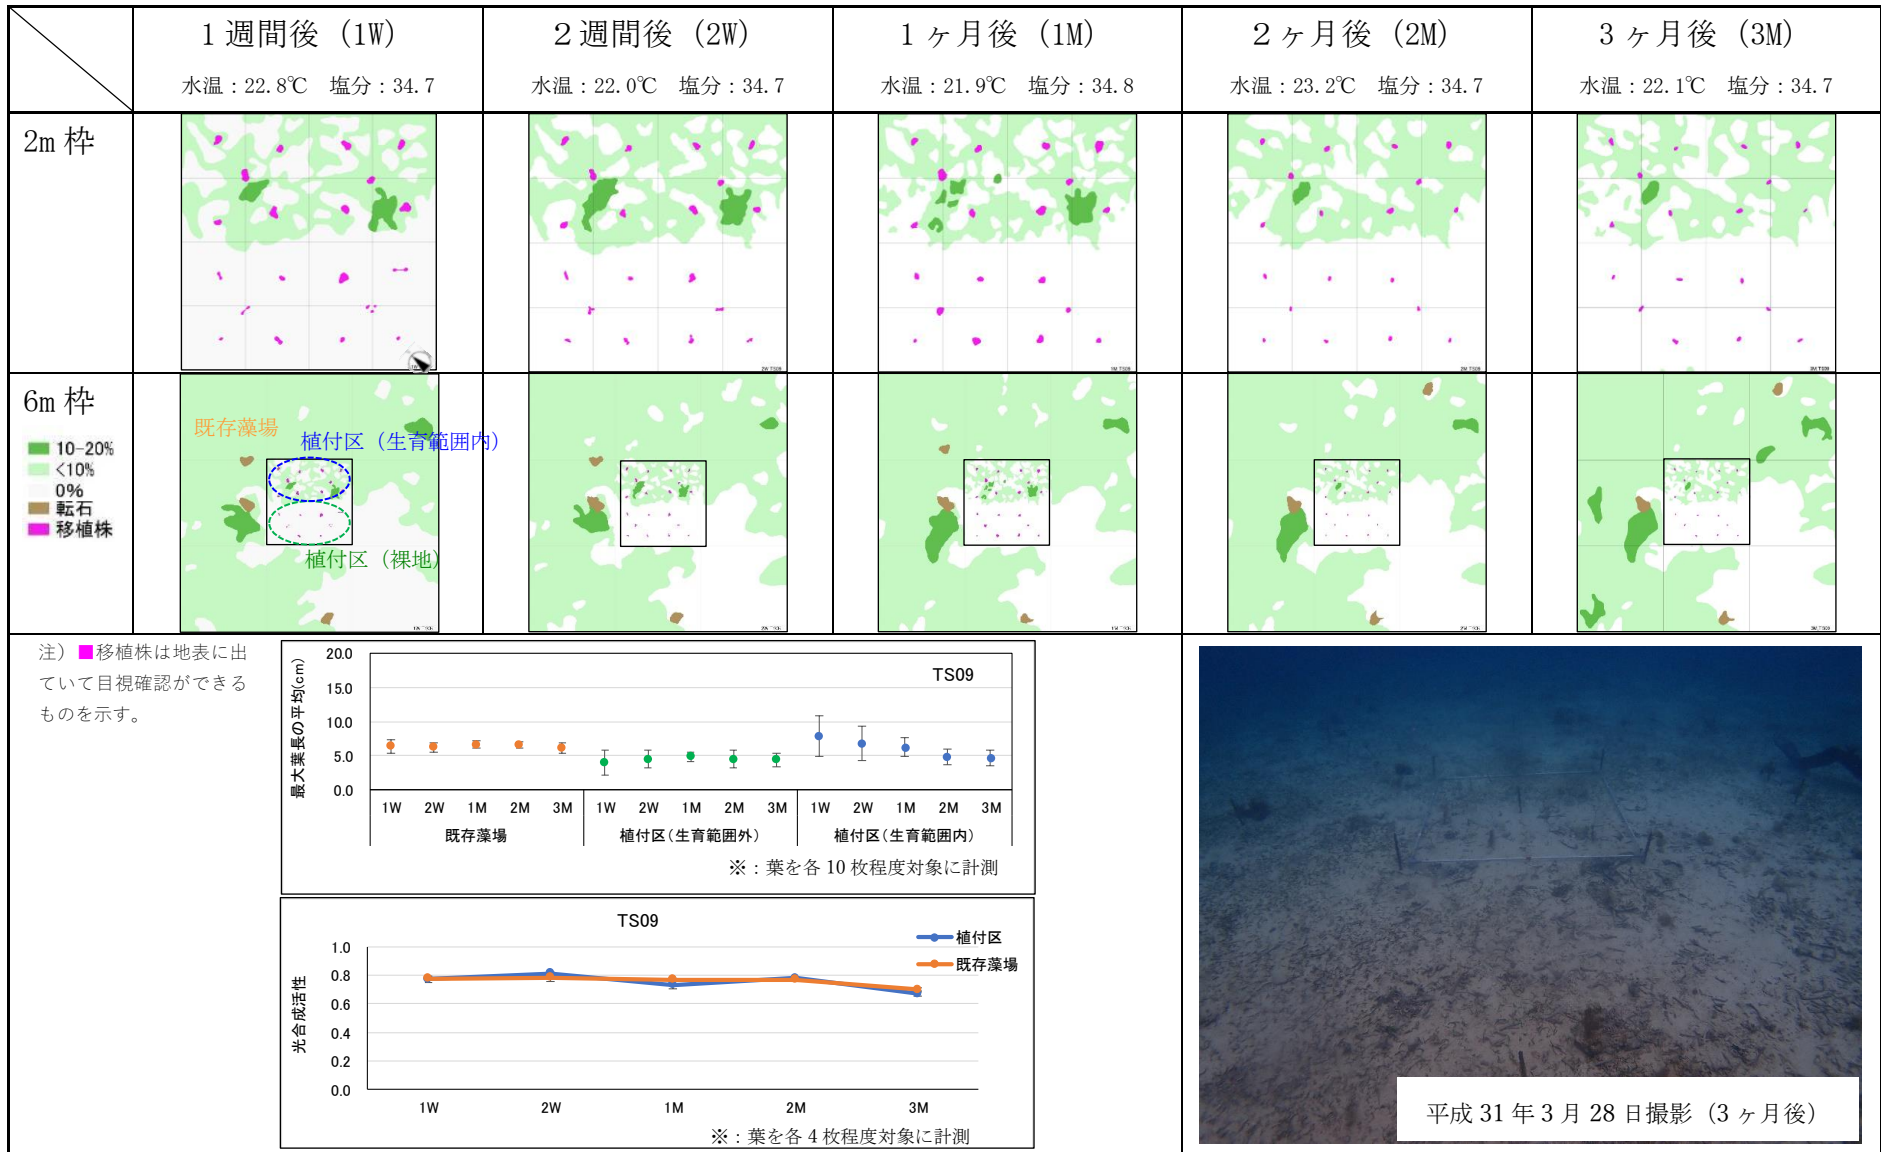 1 週間後 (1W)
水温：22.8℃ 塩分：34.7
2 週間後 (2W)
水温：22.0℃ 塩分：34.7
1 ヶ月後 (1M)
水温：21.9℃ 塩分：34.8
2 ヶ月後 (2M)
水温：23.2℃ 塩分：34.7
3 ヶ月後 (3M)
水温：22.1℃ 塩分：34.7
2m 枠
2W TS09
1M TS09
2M TS09
3M TS09
6m 枠
10-20%
<10%
0%
転石
移植株
既存藻場
植付区（生育範囲内）
植付区（裸地）
注）■移植株は地表に出
ていて目視確認ができる
ものを示す。
TS09
最大葉長の平均(cm)
20.0
15.0
10.0
5.0
0.0
1W 2W 1M 2M 3M 1W 2W 1M 2M 3M 1W 2W 1M 2M 3M
既存藻場 植付区(生育範囲外) 植付区(生育範囲内)
※：葉を各 10 枚程度対象に計測
TS09
植付区
既存藻場
光合成活性
1.0
0.8
0.6
0.4
0.2
0.0
1W 2W 1M 2M 3M
※：葉を各 4 枚程度対象に計測
平成 31 年 3 月 28 日撮影（3 ヶ月後）